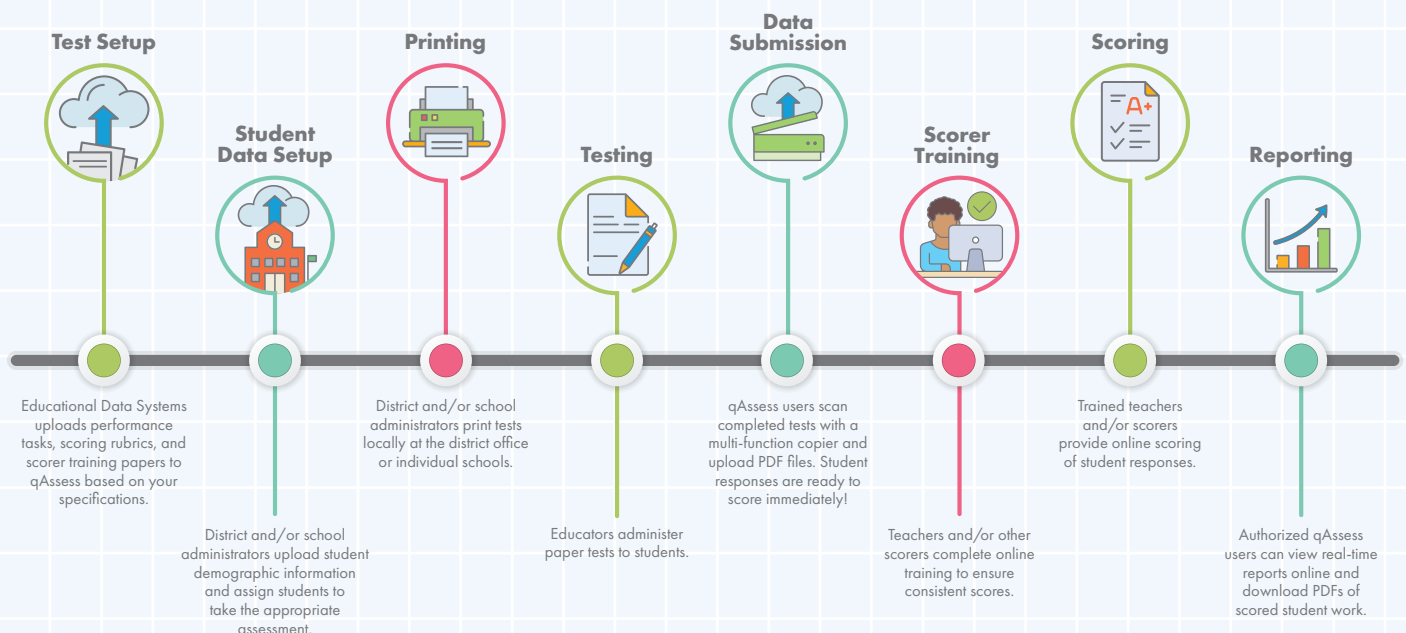 Test Setup
Educational Data Systems
uploads performance
tasks, scoring rubrics, and
scorer training papers to
qAssess based on your
specifications.
Student
Data Setup
District and/or school
administrators upload student
demographic information
and assign students to
take the appropriate
assessment.
Printing
District and/or school
administrators print tests
locally at the district office
or individual schools.
Testing
Educators administer
paper tests to students.
Data
Submission
qAssess users scan
completed tests with a
multi-function copier and
upload PDF files. Student
responses are ready to
score immediately!
Scorer
Training
Teachers and/or other
scorers complete online
training to ensure
consistent scores.
Scoring
A+
Trained teachers
and/or scorers
provide online scoring
of student responses.
Reporting
Authorized qAssess
users can view real-time
reports online and
download PDFs of
scored student work.